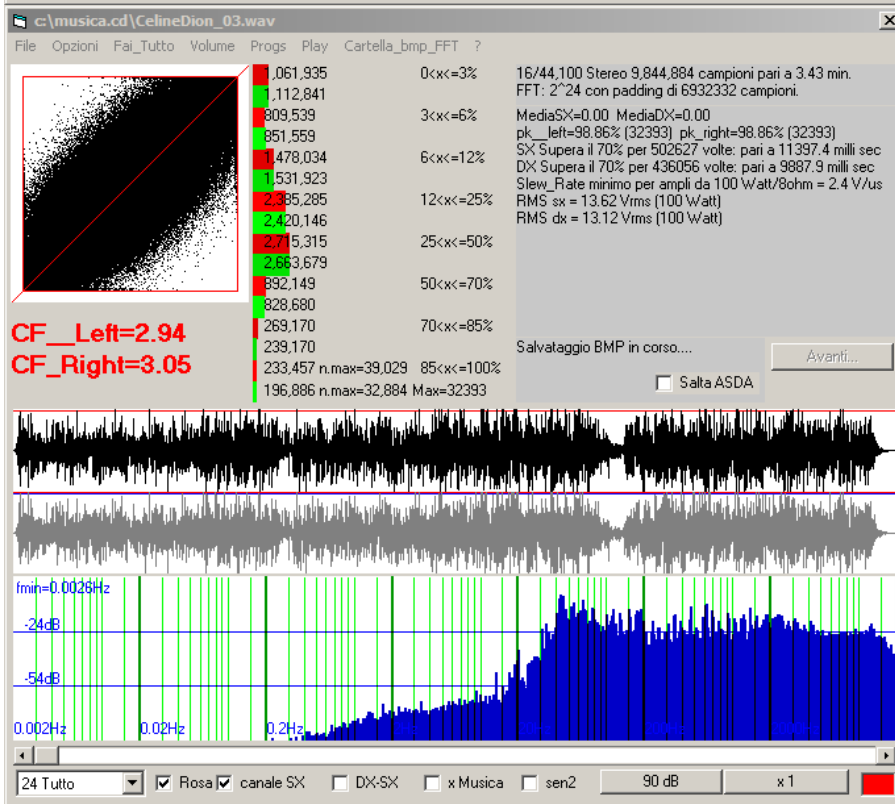 c:\musica.cd\CelineDion_03.wav
File Opzioni Fai_Tutto Volume Progs Play Cartella_bmp_FFT ?
1,061,935 0<x<=3%
1,112,841
809,539 3<x<=6%
851,559
1,478,034 6<x<=12%
1,531,923
2,385,285 12<x<=25%
2,420,146
2,715,315 25<x<=50%
2,663,679
892,149 50<x<=70%
828,680
269,170 70<x<=85%
239,170
233,457 n.max=39,029 85<x<=100%
196,886 n.max=32,884 Max=32393
CF__Left=2.94
CF_Right=3.05
16/44,100 Stereo 9,844,884 campioni pari a 3.43 min.
FFT: 2^24 con padding di 6932332 campioni.
MediaSX=0.00 MediaDX=0.00
pk__left=98.86% (32393) pk_right=98.86% (32393)
SX Supera il 70% per 502627 volte: pari a 11397.4 milli sec
DX Supera il 70% per 436056 volte: pari a 9887.9 milli sec
Slew_Rate minimo per ampli da 100 Watt/8ohm = 2.4 V/us
RMS sx = 13.62 Vrms (100 Watt)
RMS dx = 13.12 Vrms (100 Watt)
Salvataggio BMP in corso....
Avanti...
Salta ASDA
fmin=0.0026Hz
-24dB
-54dB
0.002Hz 0.02Hz 0.2Hz
24 Tutto Rosa canale SX DX-SX x Musica sen2 90 dB x 1